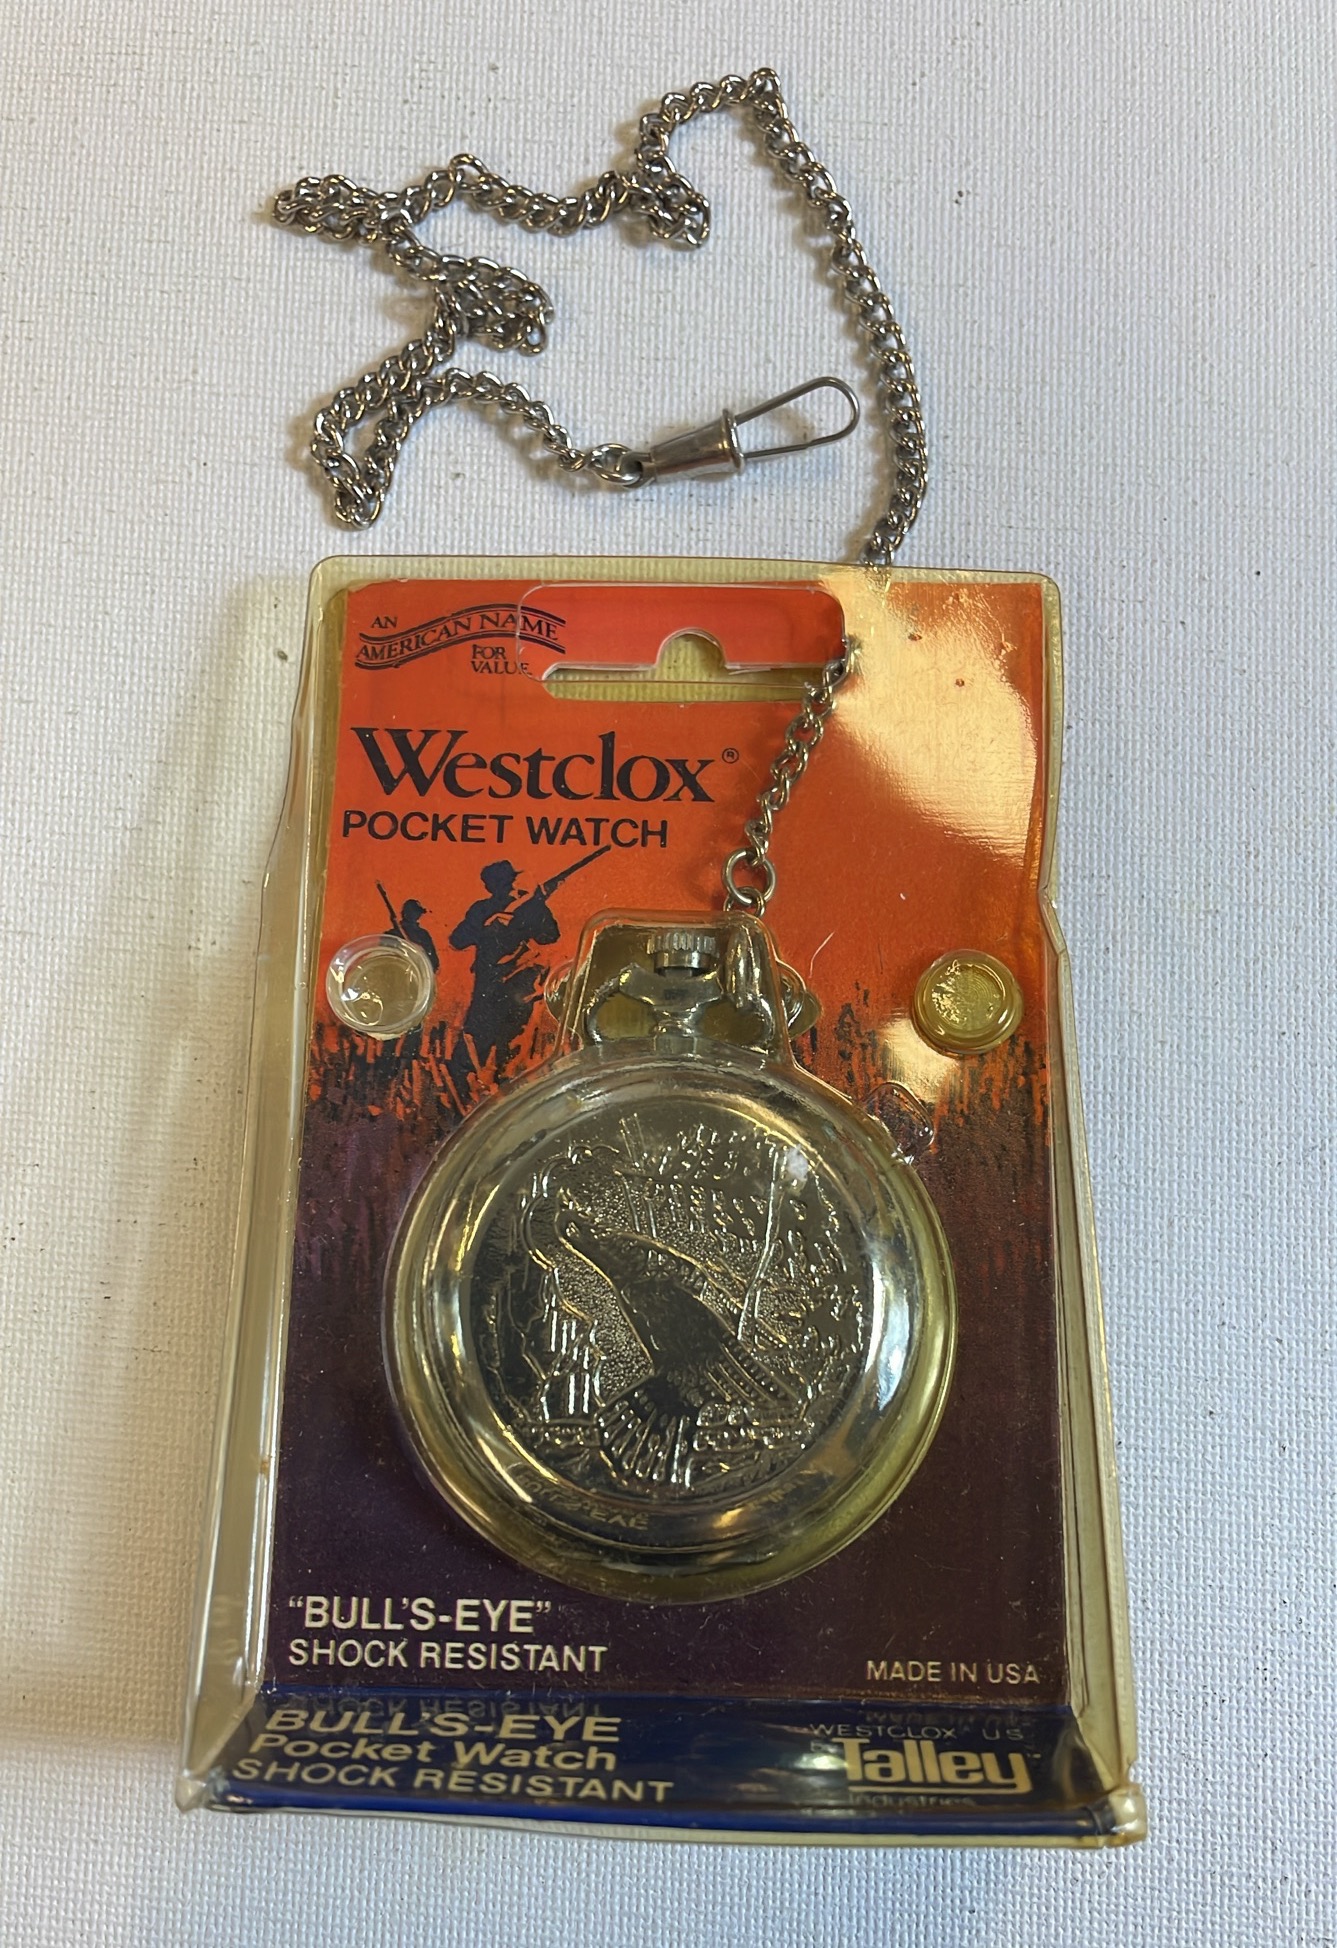 AN
AMERICAN NAME
FOR
VALUE
Westclox®
POCKET WATCH
"BULL'S-EYE"
SHOCK RESISTANT
MADE IN USA
BULL'S-EYE
Pocket Watch
SHOCK RESISTANT
WESTCLOX U S
Talley
Industries